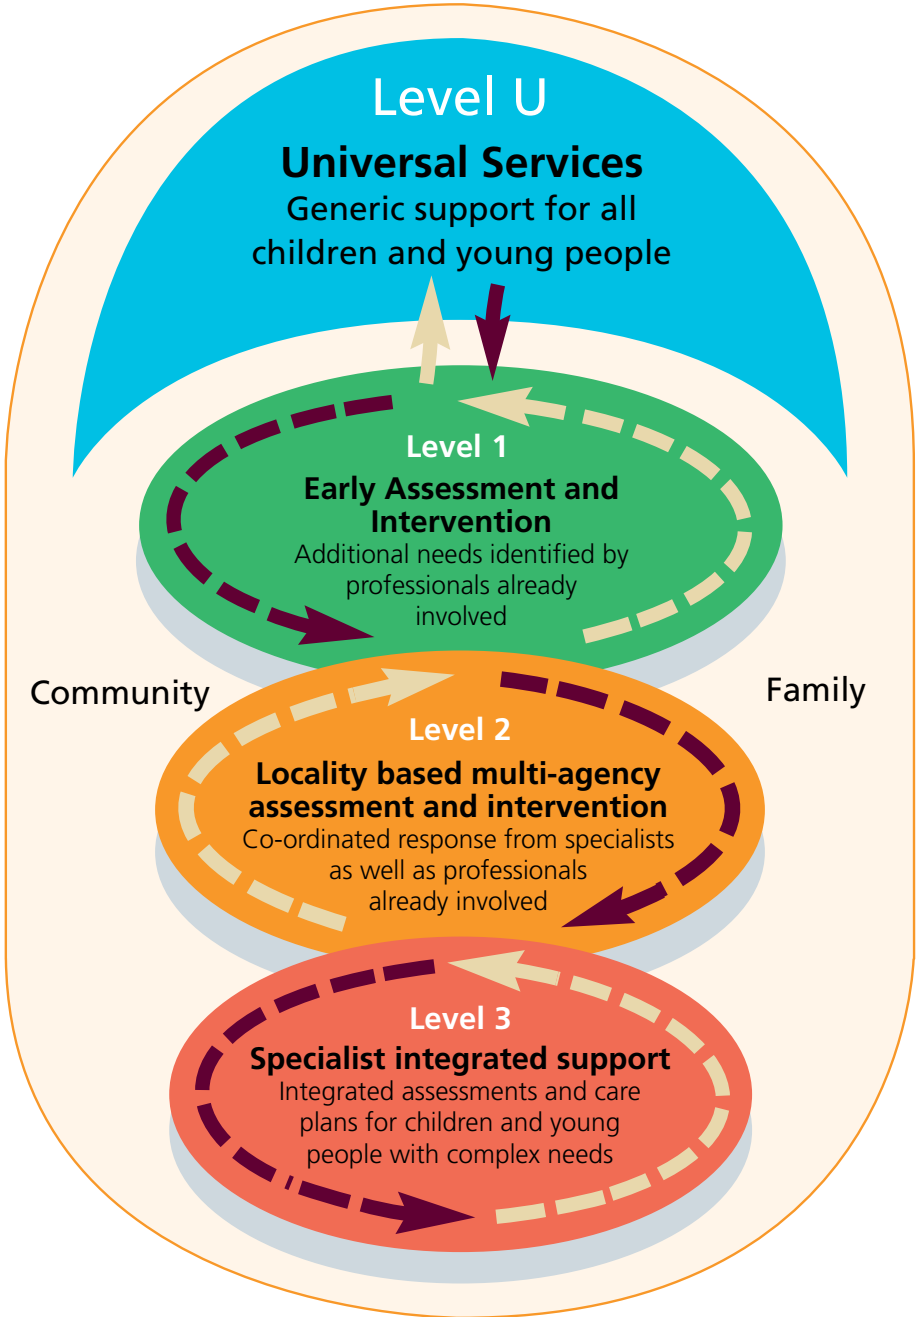 Level U
Universal Services
Generic support for all
children and young people
Level 1
Early Assessment and
Intervention
Additional needs identified by
professionals already
involved
Community
Family
Level 2
Locality based multi-agency
assessment and intervention
Co-ordinated response from specialists
as well as professionals
already involved
Level 3
Specialist integrated support
Integrated assessments and care
plans for children and young
people with complex needs